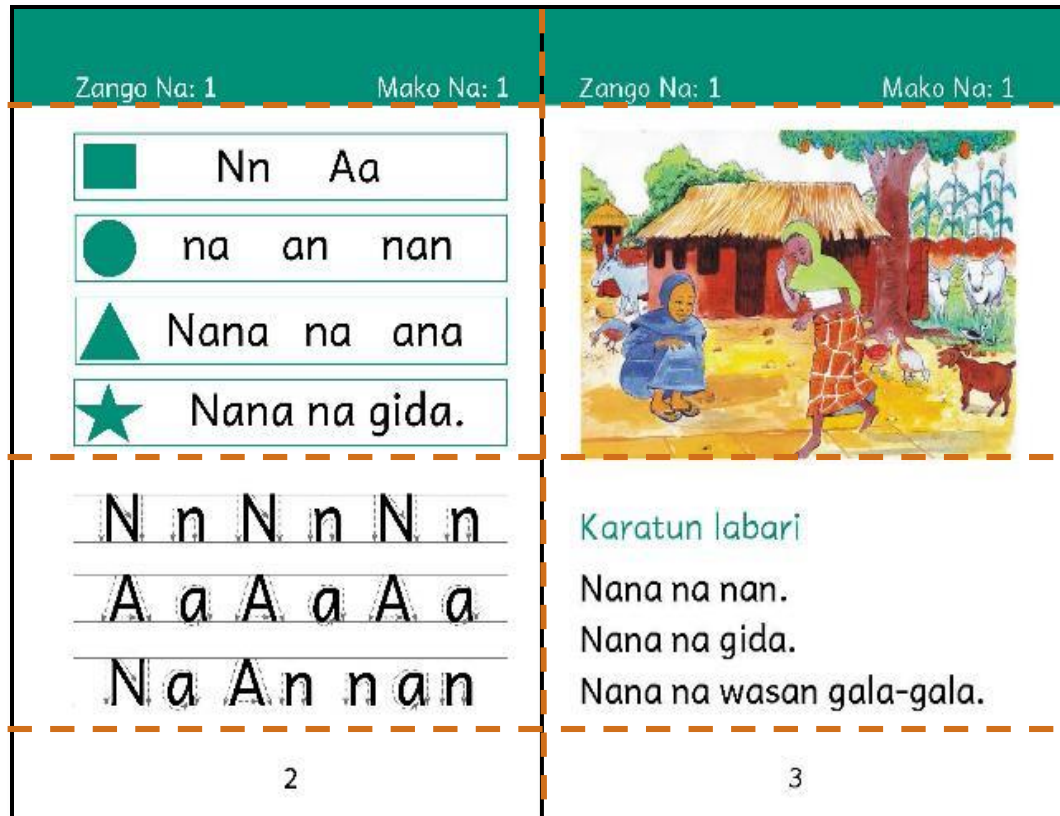 Zango Na: 1 Mako Na: 1
Nn Aa
na an nan
Nana na ana
Nana na gida.
N n N n N n
A a A a A a
N a A n n a n
2
Zango Na: 1 Mako Na: 1
Karatun labari
Nana na nan.
Nana na gida.
Nana na wasan gala-gala.
3